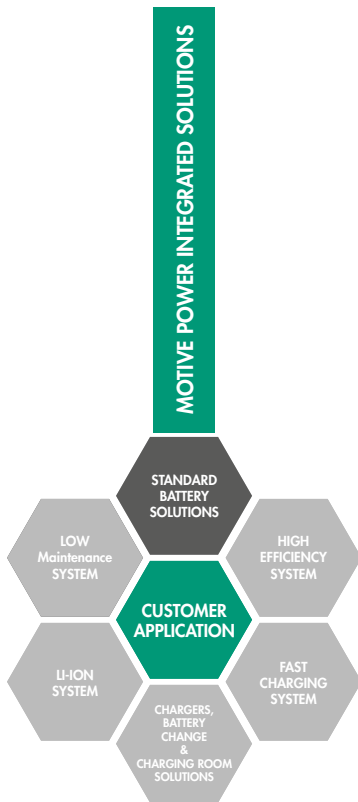 MOTIVE POWER INTEGRATED SOLUTIONS
STANDARD
BATTERY
SOLUTIONS
LOW
Maintenance
SYSTEM
HIGH
EFFICIENCY
SYSTEM
CUSTOMER
APPLICATION
LI-ION
SYSTEM
FAST
CHARGING
SYSTEM
CHARGERS,
BATTERY
CHANGE
&
CHARGING ROOM
SOLUTIONS